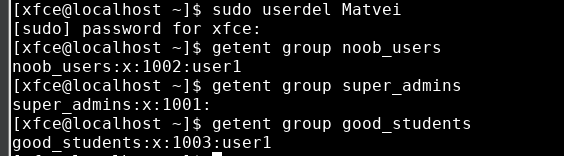 [xfce@localhost ~]$ sudo userdel Matvei
[sudo] password for xfce:
[xfce@localhost ~]$ getent group noob_users
noob_users:x:1002:user1
[xfce@localhost ~]$ getent group super_admins
super_admins:x:1001:
[xfce@localhost ~]$ getent group good_students
good_students:x:1003:user1